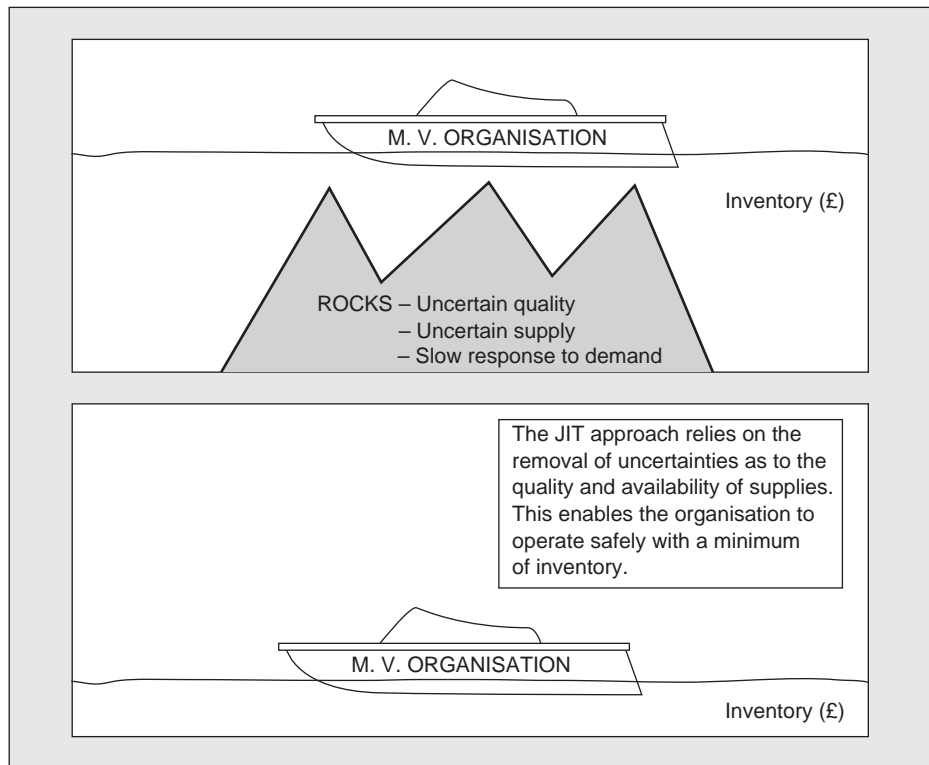 M. V. ORGANISATION
Inventory (£)
ROCKS – Uncertain quality
– Uncertain supply
– Slow response to demand
The JIT approach relies on the
removal of uncertainties as to the
quality and availability of supplies.
This enables the organisation to
operate safely with a minimum
of inventory.
M. V. ORGANISATION
Inventory (£)